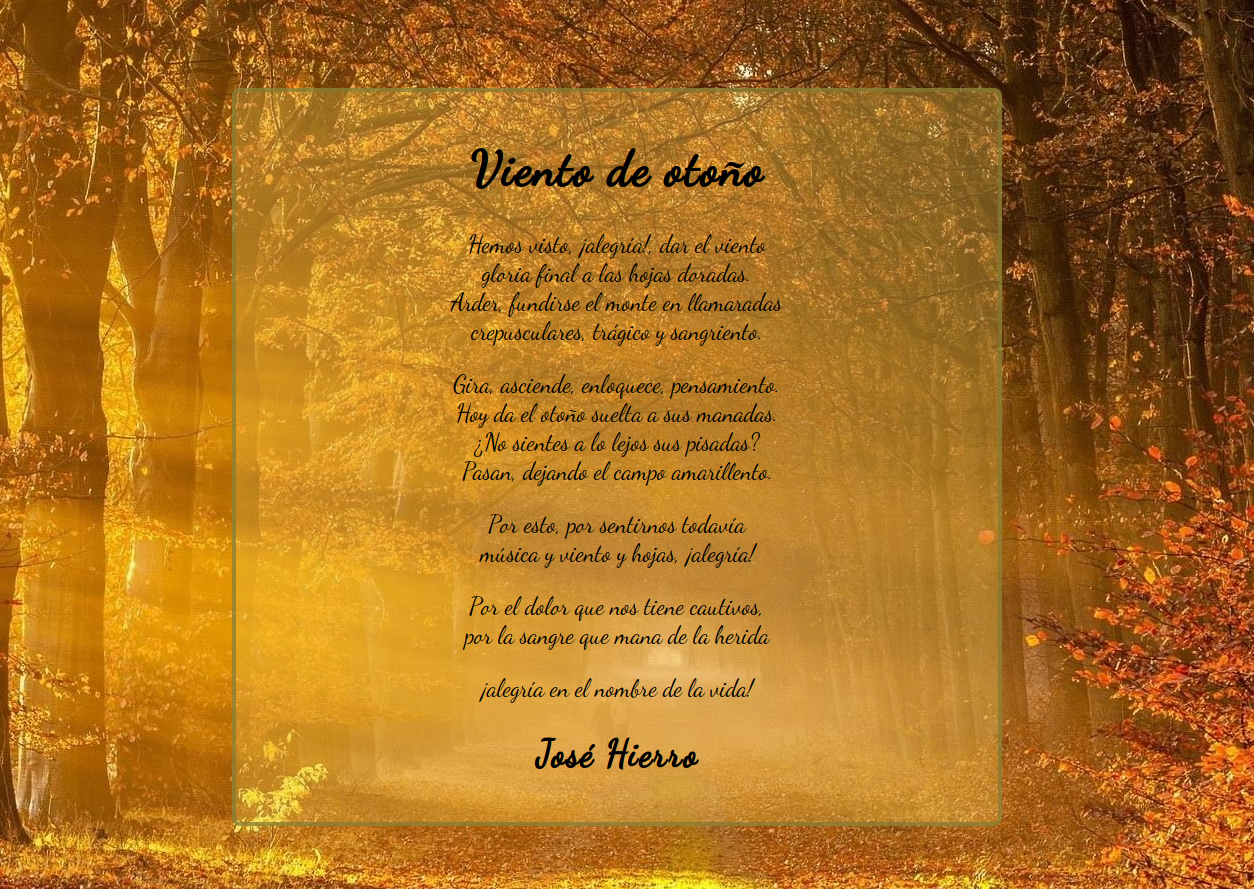 Viento de otoño
Hemos visto, ¡alegría!, dar el viento
gloria final a las hojas doradas.
Arder, fundirse el monte en llamaradas
crepusculares, trágico y sangriento.
Gira, asciende, enloquece, pensamiento.
Hoy da el otoño suelta a sus manadas.
¿No sientes a lo lejos sus pisadas?
Pasan, dejando el campo amarillento.
Por esto, por sentirnos todavía
música y viento y hojas, ¡alegría!
Por el dolor que nos tiene cautivos,
por la sangre que mana de la herida
¡alegría en el nombre de la vida!
José Hierro